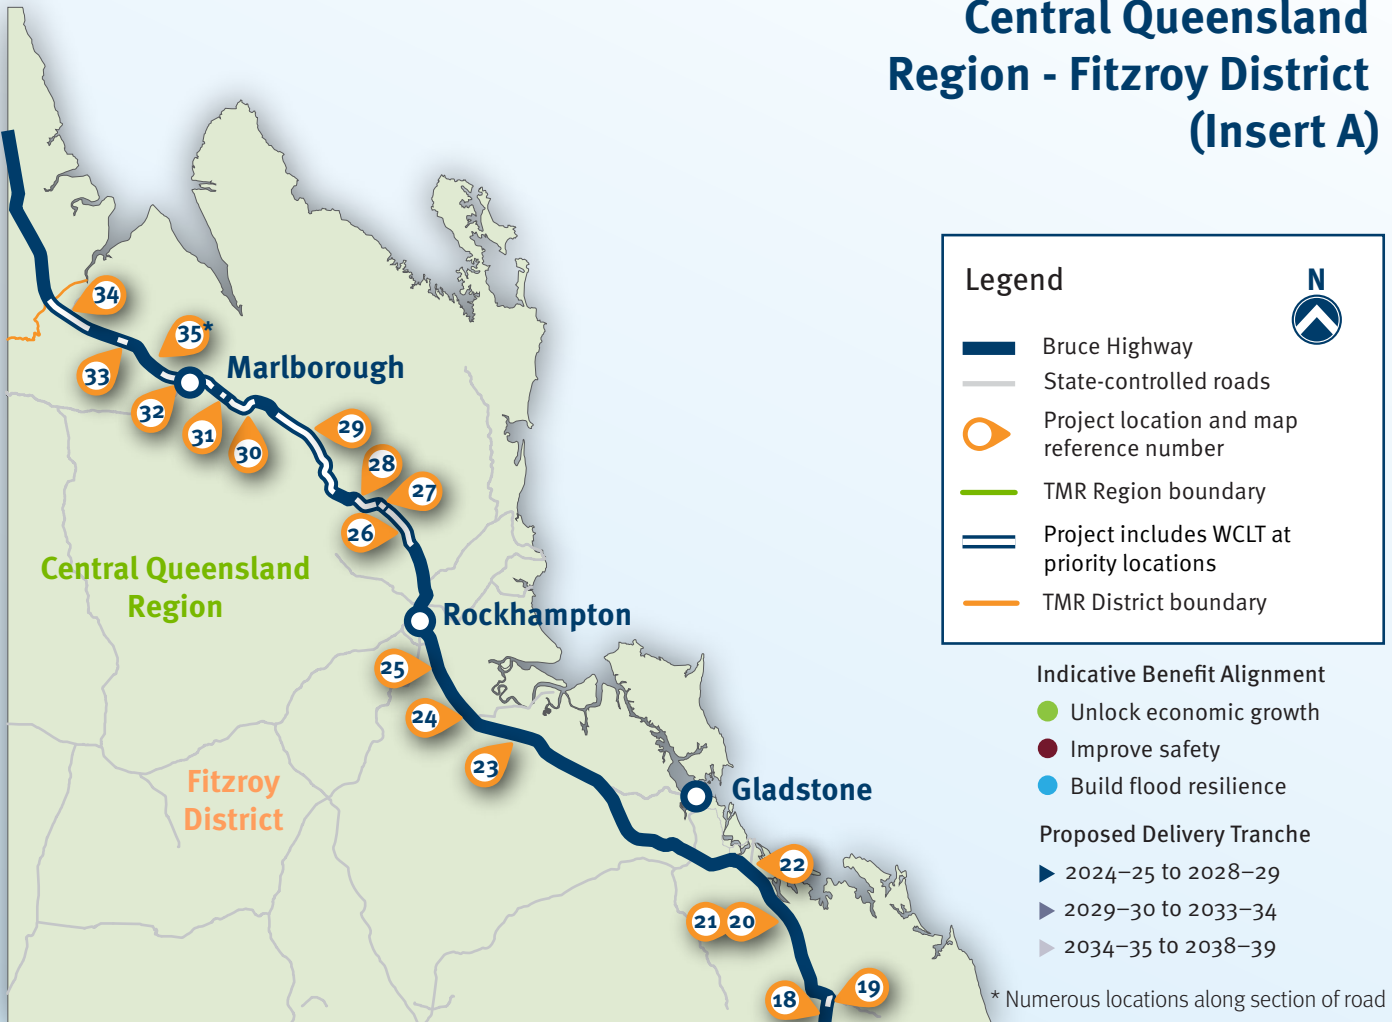 Central Queensland
Region - Fitzroy District
(Insert A)
Legend
N
Bruce Highway
State-controlled roads
Project location and map
reference number
TMR Region boundary
Project includes WCLT at
priority locations
TMR District boundary
Indicative Benefit Alignment
Unlock economic growth
Improve safety
Build flood resilience
Proposed Delivery Tranche
2024–25 to 2028–29
2029–30 to 2033–34
2034–35 to 2038–39
* Numerous locations along section of road
34
35*
33
Marlborough
32
31
30
29
28
27
26
Central Queensland
Region
Rockhampton
25
24
23
Fitzroy
District
Gladstone
22
21
20
19
18